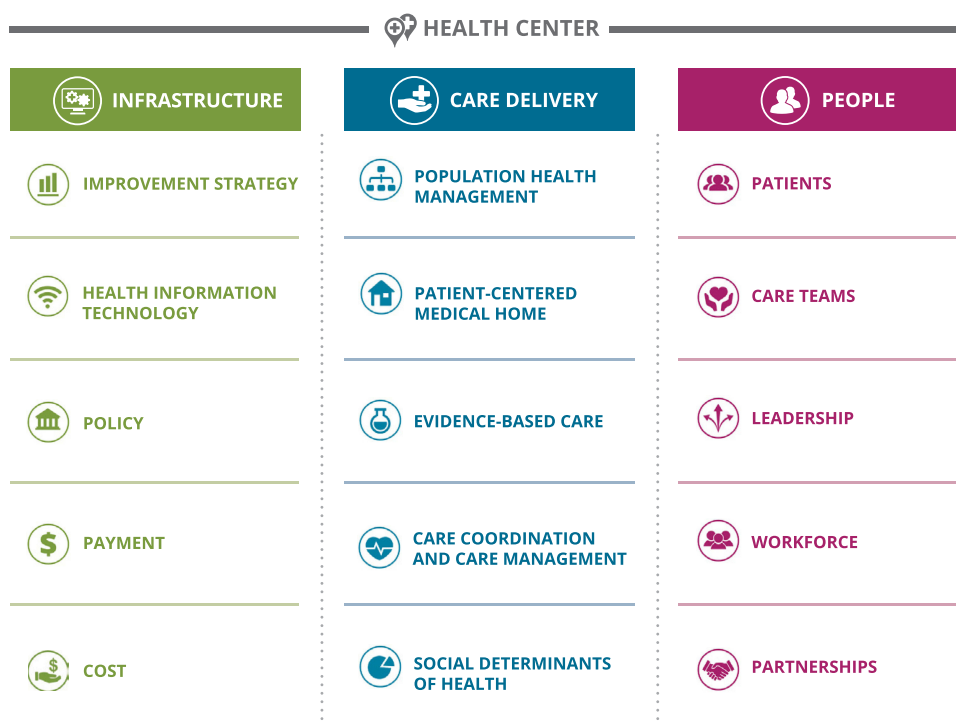 HEALTH CENTER
INFRASTRUCTURE
IMPROVEMENT STRATEGY
HEALTH INFORMATION
TECHNOLOGY
POLICY
$
PAYMENT
$
COST
CARE DELIVERY
POPULATION HEALTH
MANAGEMENT
PATIENT-CENTERED
MEDICAL HOME
EVIDENCE-BASED CARE
CARE COORDINATION
AND CARE MANAGEMENT
SOCIAL DETERMINANTS
OF HEALTH
PEOPLE
PATIENTS
CARE TEAMS
LEADERSHIP
WORKFORCE
PARTNERSHIPS